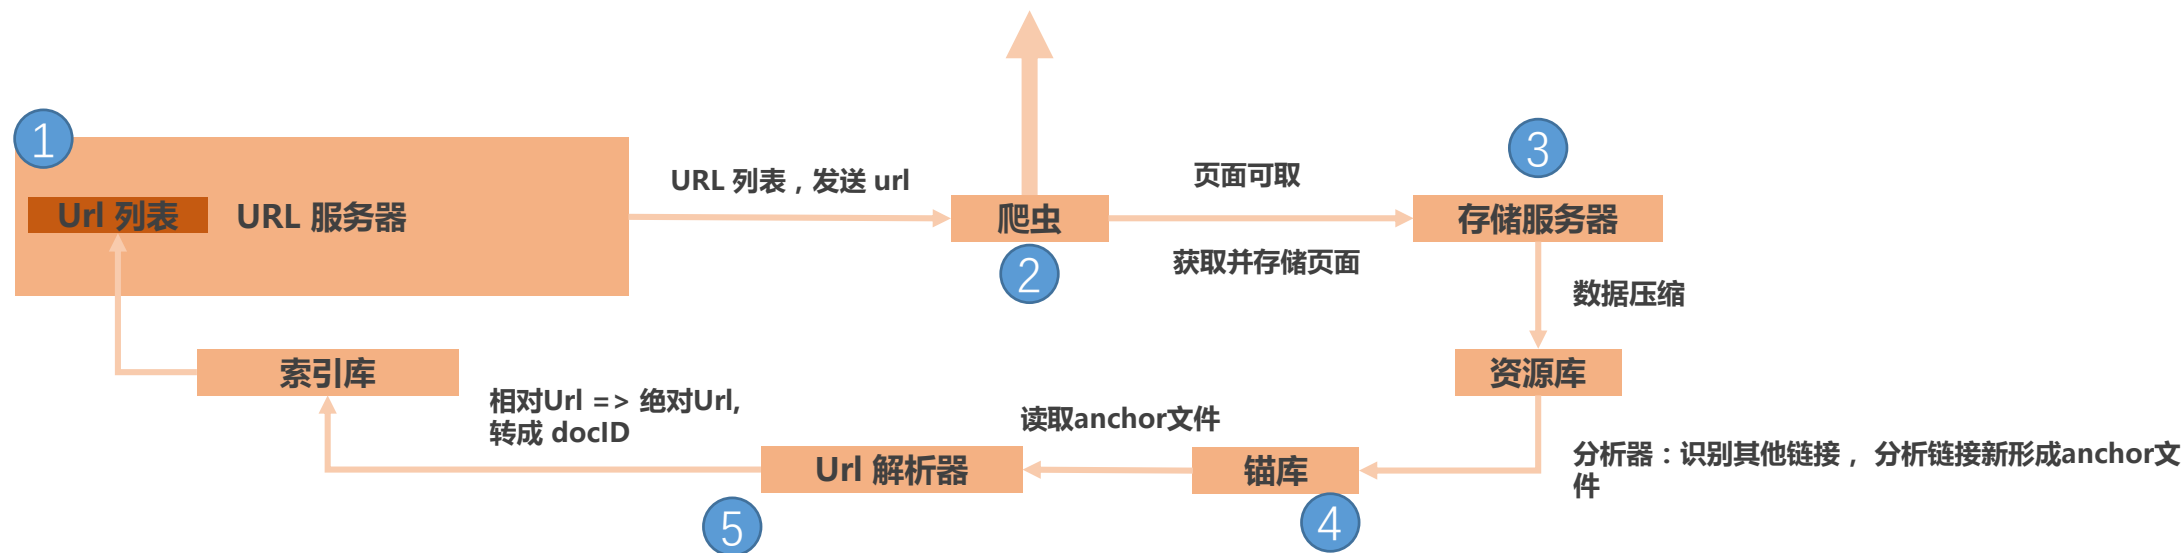 1
Url 列表
URL 服务器
URL 列表，发送 url
爬虫
2
页面可取
获取并存储页面
3
存储服务器
数据压缩
资源库
分析器：识别其他链接， 分析链接新形成anchor文
件
锚库
4
读取anchor文件
Url 解析器
5
相对Url => 绝对Url,
转成 docID
索引库